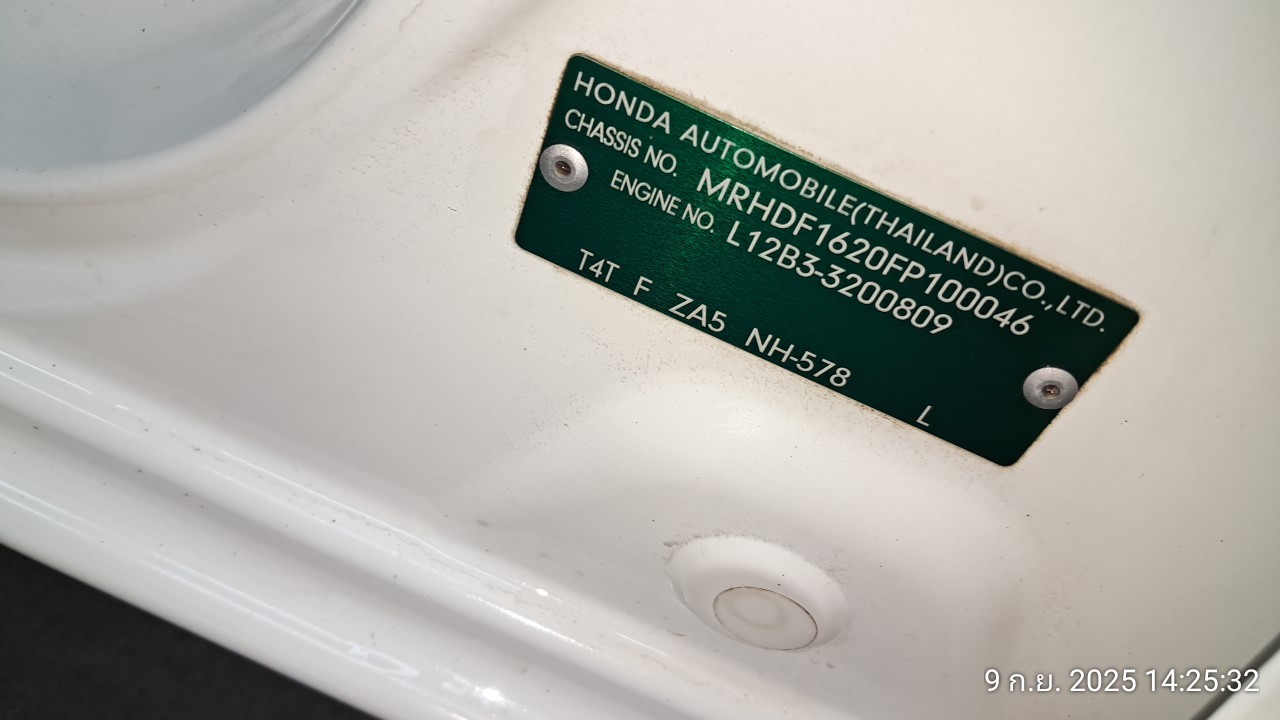 HONDA AUTOMOBILE(THAILAND)CO.,LTD.
CHASSIS NO. MRHDF1620FP100046
ENGINE NO. L12B3-3200809
T4T F ZA5 NH-578 L
9 ก.ย. 2025 14:25:32